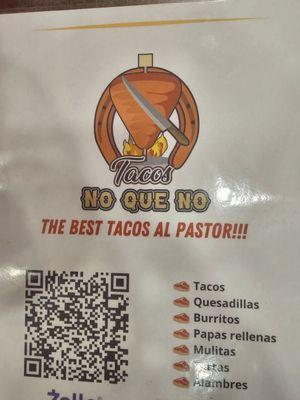 Tacos
NO QUE NO
THE BEST TACOS AL PASTOR!!!
Tacos
Quesadillas
Burritos
Papas rellenas
Mulitas
Alambres